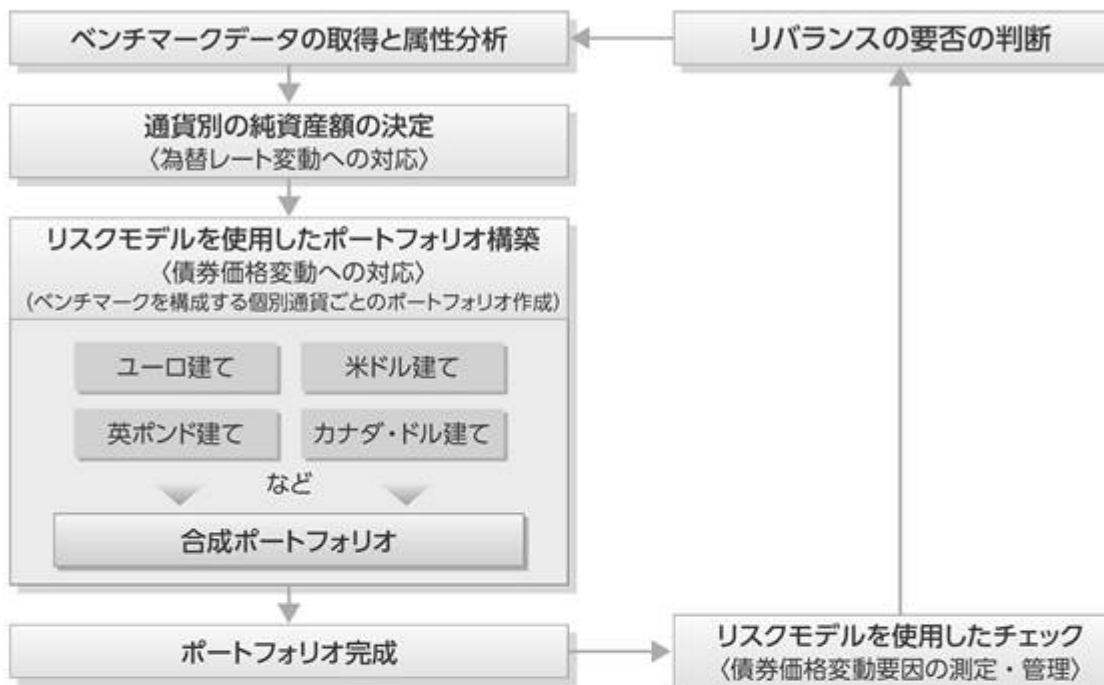 ベンチマークデータの取得と属性分析
リバランスの要否の判断
通貨別の純資産額の決定
〈為替レート変動への対応〉
リスクモデルを使用したポートフォリオ構築
〈債券価格変動への対応〉
(ベンチマークを構成する個別通貨ごとのポートフォリオ作成)
ユーロ建て
米ドル建て
英ポンド建て
カナダ・ドル建て
など
合成ポートフォリオ
ポートフォリオ完成
リスクモデルを使用したチェック
〈債券価格変動要因の測定・管理〉